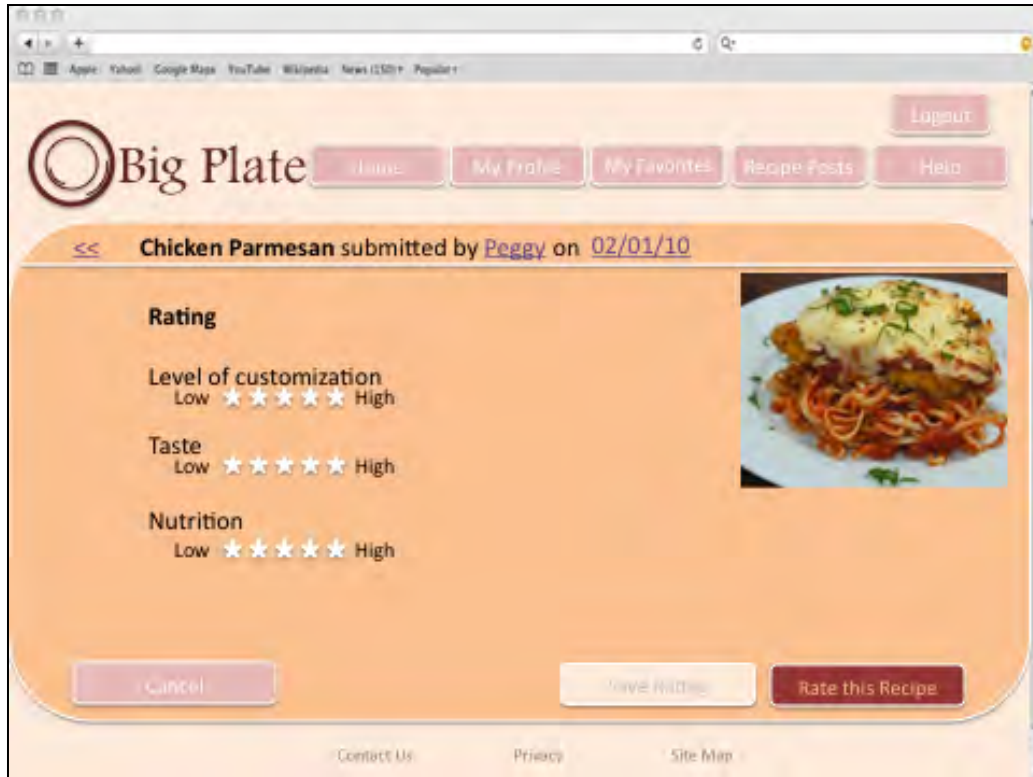 Apple Yahoo! Google Maps YouTube Wikipedia News (150) Popular
Logout
Big Plate Home My Profile My Favorites Recipe Posts Help
<< Chicken Parmesan submitted by Peggy on 02/01/10
Rating
Level of customization
Low ★★★★★ High
Taste
Low ★★★★★ High
Nutrition
Low ★★★★★ High
Cancel Save Rating Rate this Recipe
Contact Us Privacy Site Map